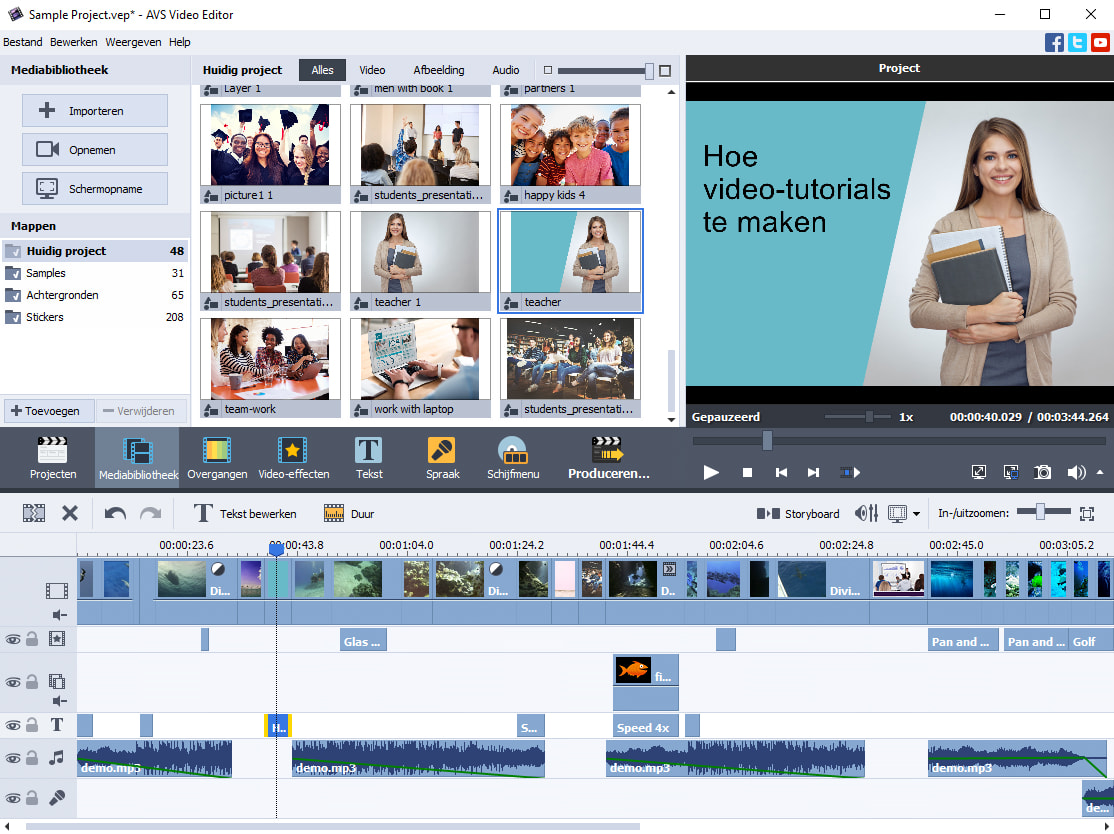 Sample Project.vep* - AVS Video Editor
Bestand Bewerken Weergeven Help
Mediabibliotheek
Huidig project Alles Video Afbeelding Audio
Project
Importeren
Opnemen
Schermopname
Mappen
Huidig project 48
Samples 31
Achtergronden 65
Stickers 208
Toevoegen Verwijderen
Layer 1 men with book 1 partners 1
picture1 1 students_presentati... happy kids 4
students_presentati... teacher 1 teacher
team-work work with laptop students_presentati...
Hoe
video-tutorials
te maken
Gepauzeerd 1x 00:00:40.029 / 00:03:44.264
Projecten Mediabibliotheek Overgangen Video-effecten Tekst Spraak Schijfmenu Produceren...
Tekst bewerken Duur Storyboard In-/uitzoomen:
00:00:23.6 00:00:43.8 00:01:04.0 00:01:24.2 00:01:44.4 00:02:04.6 00:02:24.8 00:02:45.0 00:03:05.2
Di... Di... D.. Divi...
Glas ... Pan and ... Pan and ... Golf
fi...
T H.. S... Speed 4x
demo.mp3 demo.mp3 demo.mp3 demo.mp3
de...